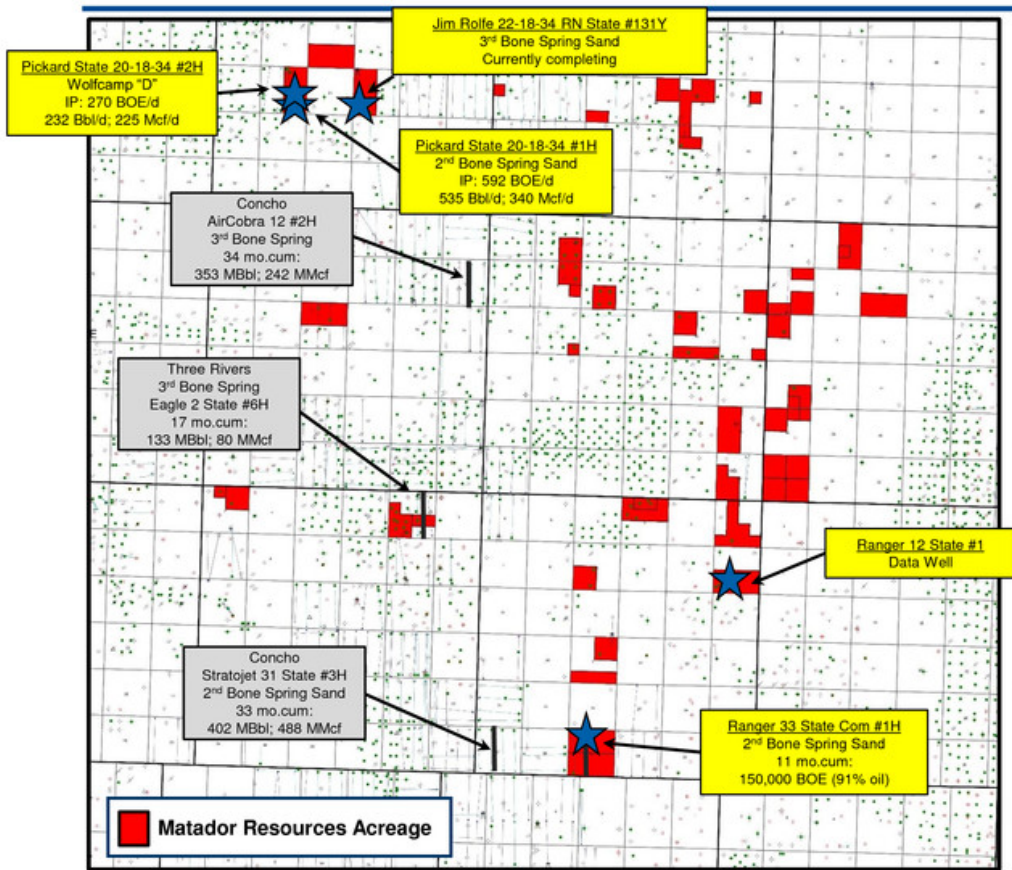 Jim Rolfe 22-18-34 RN State #131Y
3rd Bone Spring Sand
Currently completing
Pickard State 20-18-34 #2H
Wolfcamp “D”
IP: 270 BOE/d
232 Bbl/d; 225 Mcf/d
Pickard State 20-18-34 #1H
2nd Bone Spring Sand
IP: 592 BOE/d
535 Bbl/d; 340 Mcf/d
Concho
AirCobra 12 #2H
3rd Bone Spring
34 mo.cum:
353 MBbl; 242 MMcf
Three Rivers
3rd Bone Spring
Eagle 2 State #6H
17 mo.cum:
133 MBbl; 80 MMcf
Ranger 12 State #1
Data Well
Concho
Stratojet 31 State #3H
2nd Bone Spring Sand
33 mo.cum:
402 MBbl; 488 MMcf
Ranger 33 State Com #1H
2nd Bone Spring Sand
11 mo.cum:
150,000 BOE (91% oil)
Matador Resources Acreage